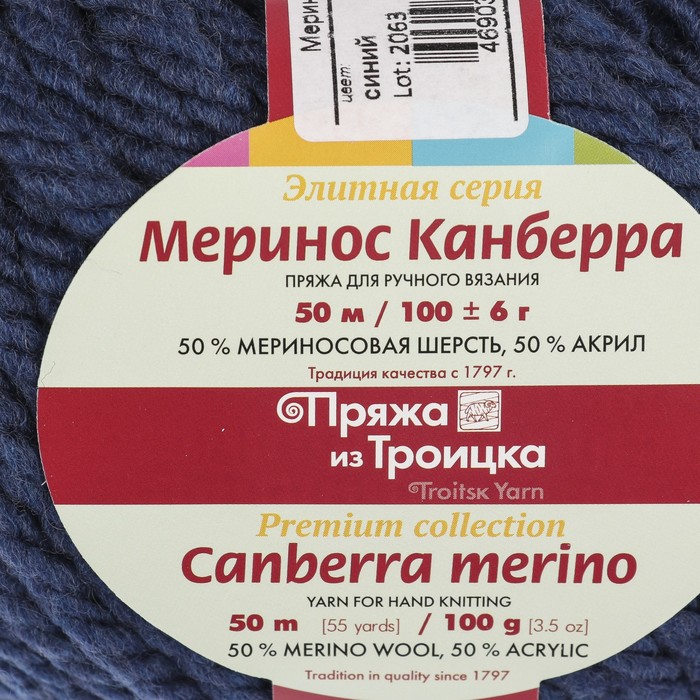 цвет:
синий
Lot: 2063
Элитная серия
Меринос Канберра
ПРЯЖА ДЛЯ РУЧНОГО ВЯЗАНИЯ
50 м / 100 ± 6 г
50 % МЕРИНОСОВАЯ ШЕРСТЬ, 50 % АКРИЛ
Традиция качества с 1797 г.
Пряжа
из Троицка
Troitsk Yarn
Premium collection
Canberra merino
YARN FOR HAND KNITTING
50 m [55 yards] / 100 g [3.5 oz]
50 % MERINO WOOL, 50 % ACRYLIC
Tradition in quality since 1797